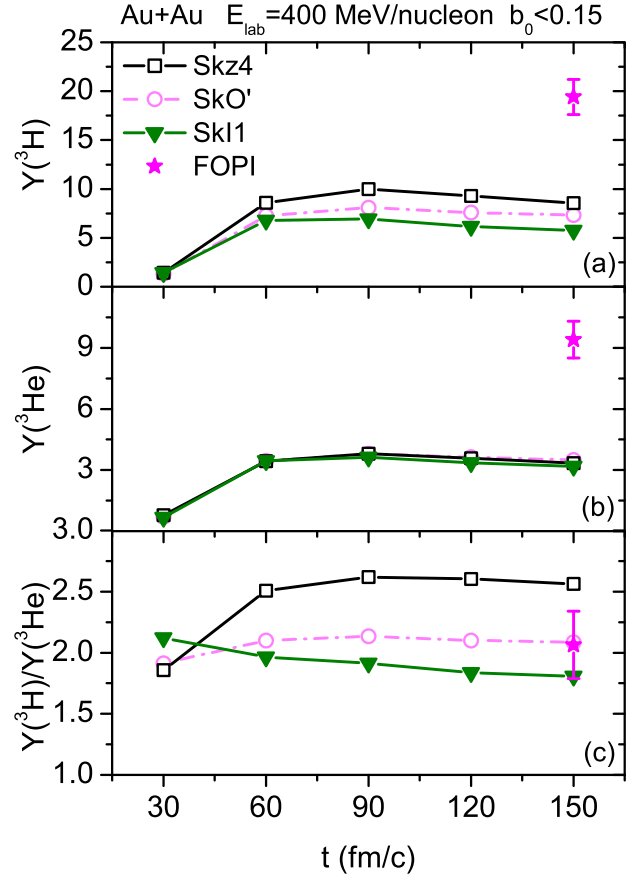 Au+Au E_lab=400 MeV/nucleon b_0<0.15
25
20
15
10
5
0
Y(³H)
Skz4
SkO'
SkI1
FOPI
(a)
9
6
3
Y(³He)
(b)
3.0
2.5
2.0
1.5
1.0
Y(³H)/Y(³He)
(c)
30 60 90 120 150
t (fm/c)